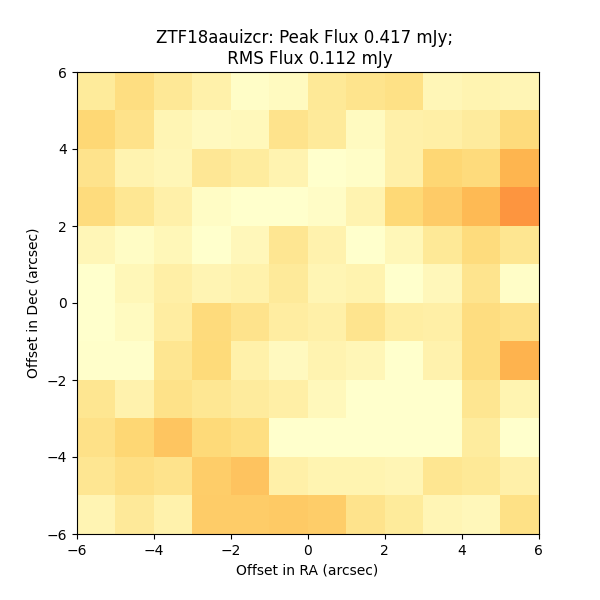 ZTF18aauizcr: Peak Flux 0.417 mJy;
RMS Flux 0.112 mJy
6
4
2
0
−2
−4
−6
Offset in Dec (arcsec)
−6 −4 −2 0 2 4 6
Offset in RA (arcsec)